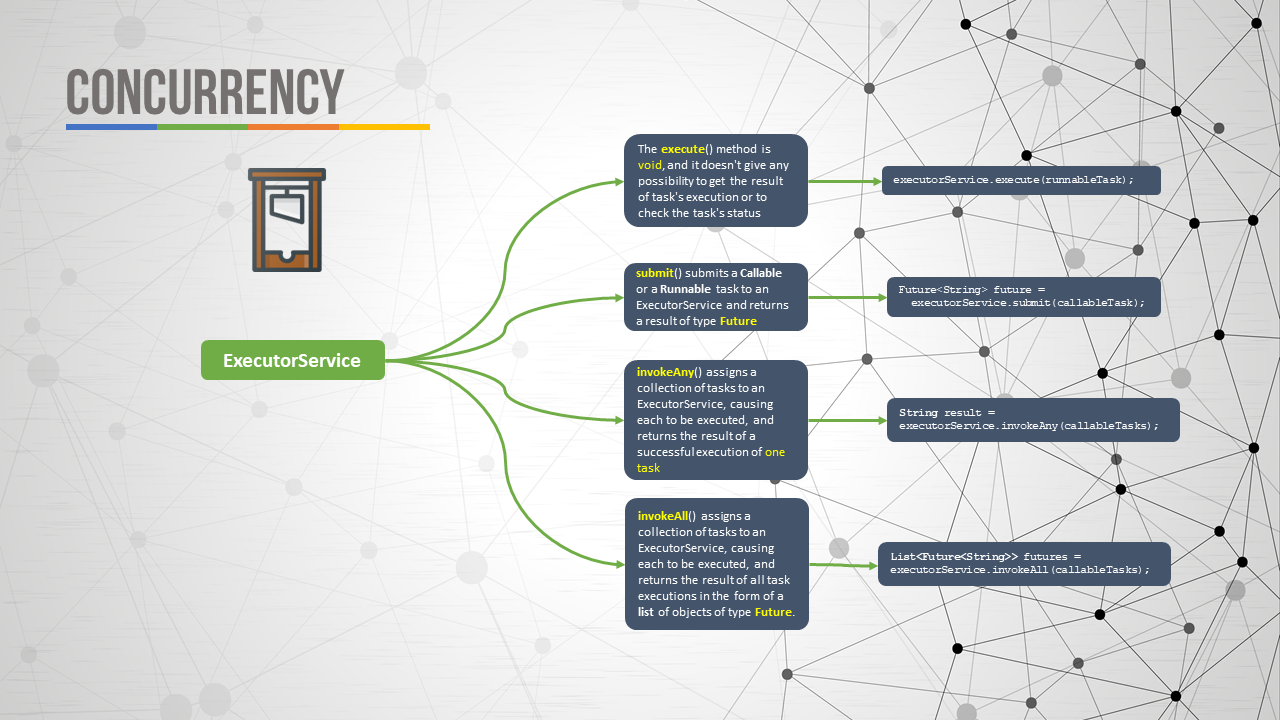 CONCURRENCY
ExecutorService
The execute() method is
void, and it doesn't give any
possibility to get the result
of task's execution or to
check the task's status
executorService.execute(runnableTask);
submit() submits a Callable
or a Runnable task to an
ExecutorService and returns
a result of type Future
Future<String> future =
executorService.submit(callableTask);
invokeAny() assigns a
collection of tasks to an
ExecutorService, causing
each to be executed, and
returns the result of a
successful execution of one
task
String result =
executorService.invokeAny(callableTasks);
invokeAll() assigns a
collection of tasks to an
ExecutorService, causing
each to be executed, and
returns the result of all task
executions in the form of a
list of objects of type Future.
List<Future<String>> futures =
executorService.invokeAll(callableTasks);